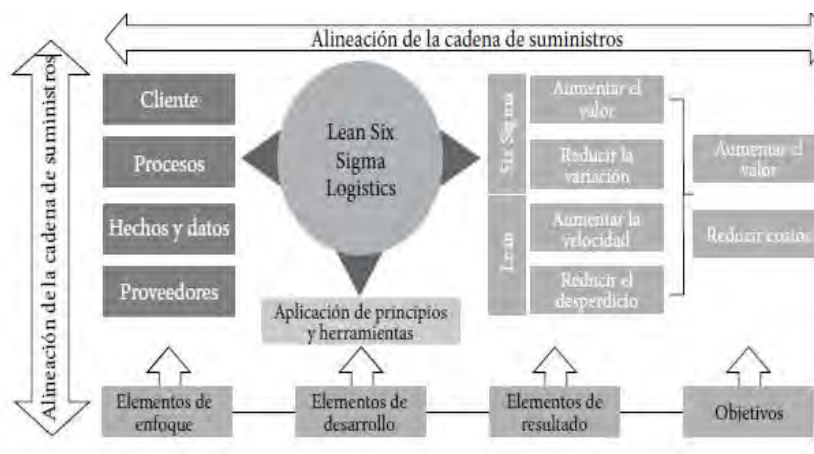 Alineación de la cadena de suministros
Alineación de la cadena de suministros
Cliente
Procesos
Hechos y datos
Proveedores
Lean Six
Sigma
Logistics
Aplicación de principios
y herramientas
Six Sigma
Lean
Aumentar el
valor
Reducir la
variación
Aumentar la
velocidad
Reducir el
desperdicio
Aumentar el
valor
Reduzir costos
Elementos de
enfoque
Elementos de
desarrollo
Elementos de
resultado
Objetivos